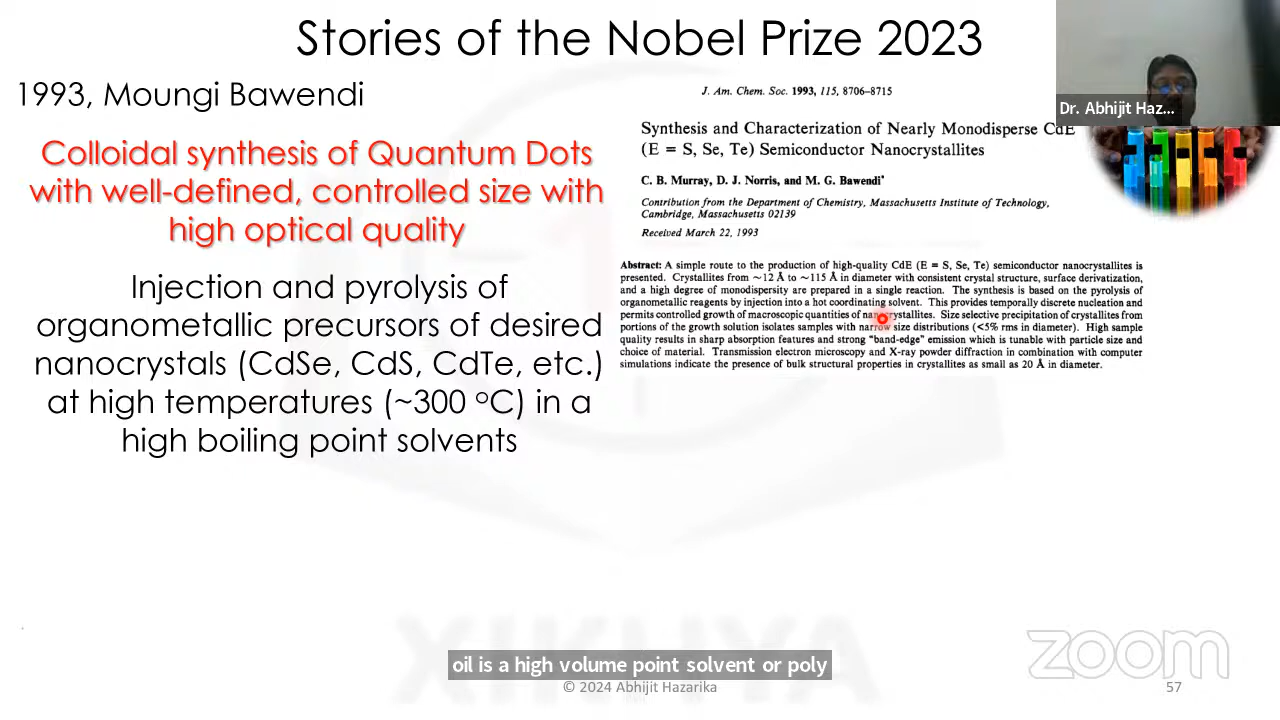 Stories of the Nobel Prize 2023
Dr. Abhijit Haz...
1993, Moungi Bawendi
Colloidal synthesis of Quantum Dots
with well-defined, controlled size with
high optical quality
Injection and pyrolysis of
organometallic precursors of desired
nanocrystals (CdSe, CdS, CdTe, etc.)
at high temperatures (~300 °C) in a
high boiling point solvents
J. Am. Chem. Soc. 1993, 115, 8706-8715
Synthesis and Characterization of Nearly Monodisperse CdE
(E = S, Se, Te) Semiconductor Nanocrystallites
C. B. Murray, D. J. Norris, and M. G. Bawendi*
Contribution from the Department of Chemistry, Massachusetts Institute of Technology,
Cambridge, Massachusetts 02139
Received March 22, 1993
Abstract: A simple route to the production of high-quality CdE (E = S, Se, Te) semiconductor nanocrystallites is
presented. Crystallites from ~12 Å to ~115 Å in diameter with consistent crystal structure, surface derivatization,
and a high degree of monodispersity are prepared in a single reaction. The synthesis is based on the pyrolysis of
organometallic reagents by injection into a hot coordinating solvent. This provides temporally discrete nucleation and
permits controlled growth of macroscopic quantities of nanocrystallites. Size selective precipitation of crystallites from
portions of the growth solution isolates samples with narrow size distributions (<5% rms in diameter). High sample
quality results in sharp absorption features and strong "band-edge" emission which is tunable with particle size and
choice of material. Transmission electron microscopy and X-ray powder diffraction in combination with computer
simulations indicate the presence of bulk structural properties in crystallites as small as 20 Å in diameter.
XIKHYA
zoom
oil is a high volume point solvent or poly
© 2024 Abhijit Hazarika
57